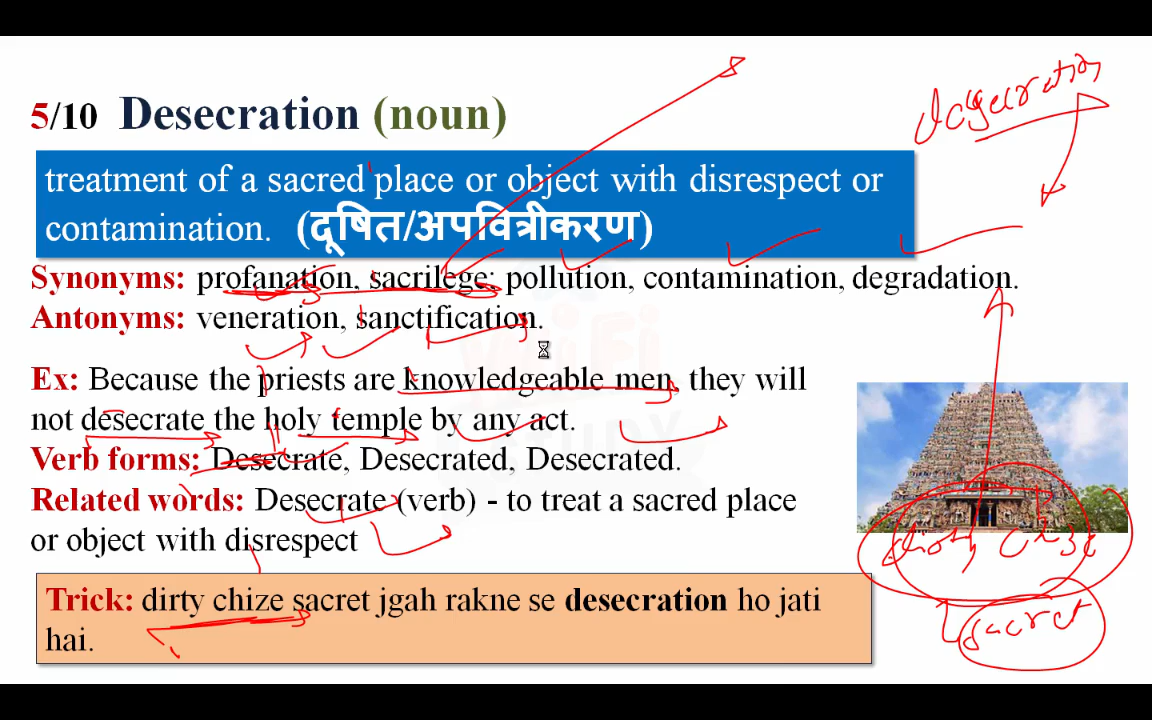 5/10 Desecration (noun)
treatment of a sacred place or object with disrespect or
contamination. (दूषित/अपवित्रीकरण)
Synonyms: profanation, sacrilege; pollution, contamination, degradation.
Antonyms: veneration, sanctification.
Ex: Because the priests are knowledgeable men, they will
not desecrate the holy temple by any act.
Verb forms: Desecrate, Desecrated, Desecrated.
Related words: Desecrate (verb) - to treat a sacred place
or object with disrespect
Trick: dirty chize sacret jgah rakne se desecration ho jati
hai.
sacret